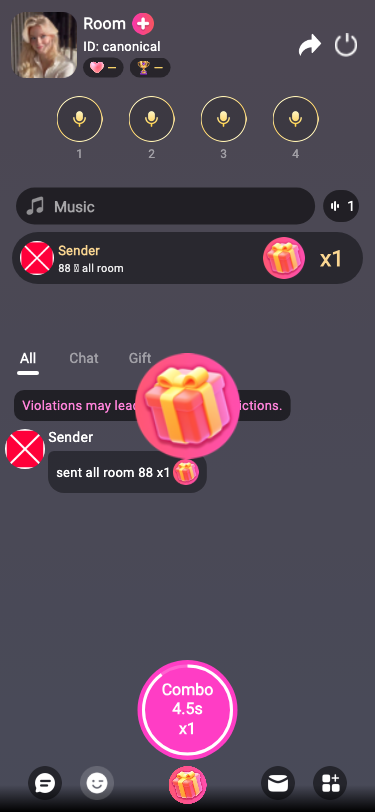 Room
ID: canonical
–
–
1
2
3
4
Music
1
Sender
88 all room
x1
All
Chat
Gift
Violations may ictions.
Sender
sent all room 88 x1
Combo
4.5s
x1